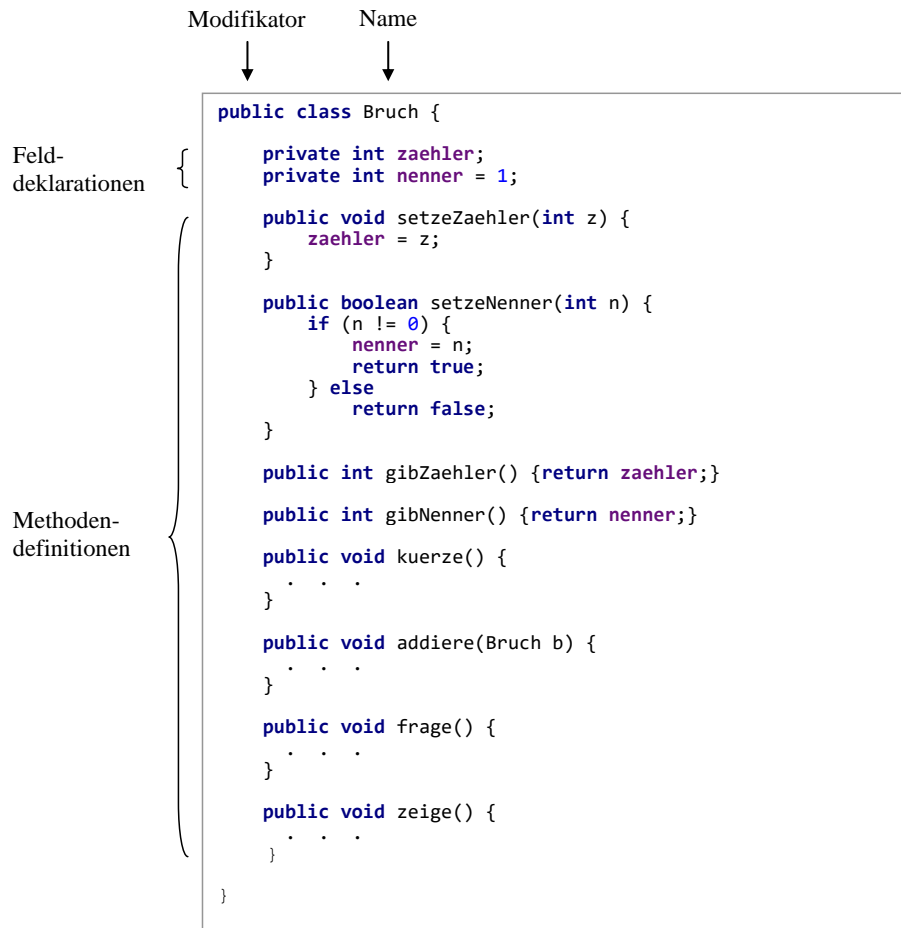 Modifikator Name
public class Bruch {
Feld-
deklarationen
private int zaehler;
private int nenner = 1;
public void setzeZaehler(int z) {
zaehler = z;
}
public boolean setzeNenner(int n) {
if (n != 0) {
nenner = n;
return true;
} else
return false;
}
public int gibZaehler() {return zaehler;}
Methoden-
definitionen
public int gibNenner() {return nenner;}
public void kuerze() {
. . .
}
public void addiere(Bruch b) {
. . .
}
public void frage() {
. . .
}
public void zeige() {
. . .
}
}